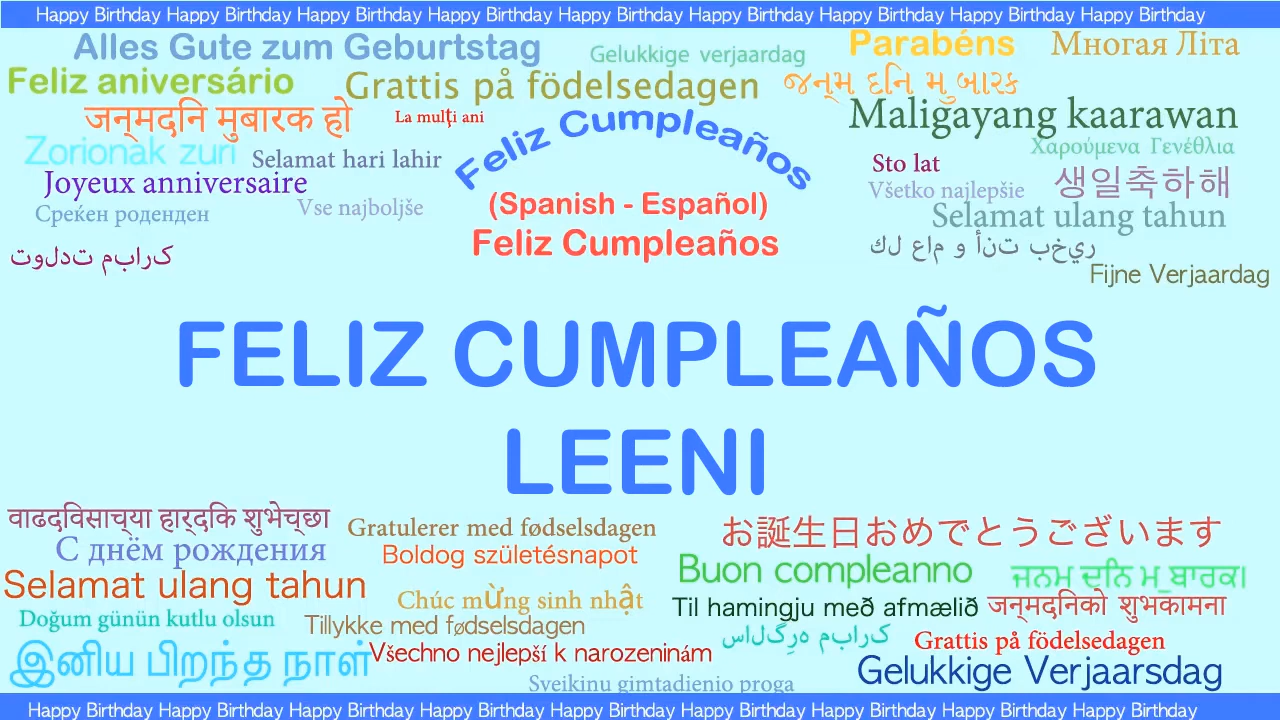 Happy Birthday Happy Birthday Happy Birthday Happy Birthday Happy Birthday Happy Birthday Happy Birthday Happy Birthday Happy Birthday
Alles Gute zum Geburtstag
Gelukkige verjaardag
Parabéns
Многая Літа
Feliz aniversário
Grattis på födelsedagen
જન્મ દનિ મુબારક
जन्मदनि मुबारक हो
La mulţi ani
Feliz Cumpleaños
Maligayang kaarawan
Zorionak zuri
Selamat hari lahir
Sto lat
Χαρούμενα Γενέθλια
Joyeux anniversaire
(Spanish - Español)
Všetko najlepšie
생일축하해
Среќен роденден
Vse najboljše
Feliz Cumpleaños
Selamat ulang tahun
تولدت مبارک
كل عام و أنت بخير
Fijne Verjaardag
FELIZ CUMPLEAÑOS
LEENI
वाढदविसाच्या हार्दकि शुभेच्छा
Gratulerer med fødselsdagen
お誕生日おめでとうございます
С днём рождения
Boldog születésnapot
Buon compleanno
ਜਨਮ ਦਨਿ ਮੁਬਾਰਕ।
Selamat ulang tahun
Chúc mừng sinh nhật
Til hamingju með afmælið
जन्मदनिको शुभकामना
Doğum günün kutlu olsun
Tillykke med fødselsdagen
سالگرہ مبارک
Grattis på födelsedagen
இனிய பிறந்த நாள்
Všechno nejlepší k narozeninám
Gelukkige Verjaarsdag
Sveikinu gimtadienio proga
Happy Birthday Happy Birthday Happy Birthday Happy Birthday Happy Birthday Happy Birthday Happy Birthday Happy Birthday Happy Birthday